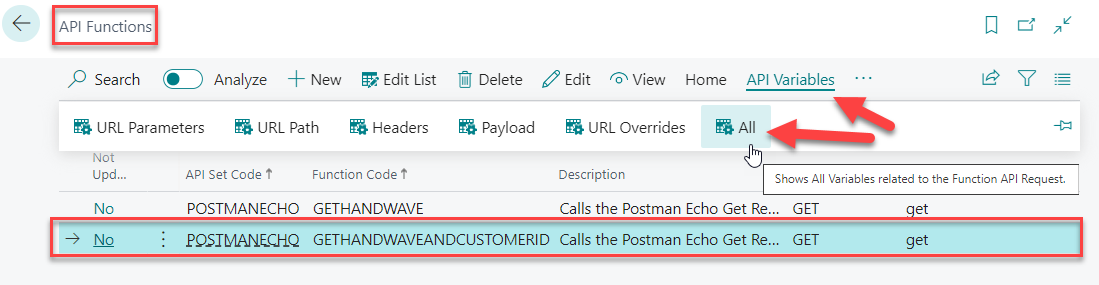 API Functions
Search Analyze New Edit List Delete Edit View Home API Variables ...
URL Parameters URL Path Headers Payload URL Overrides All
Not
Upd... API Set Code ↑ Function Code ↑ Description
Shows All Variables related to the Function API Request.
No POSTMANECHO GETHANDWAVE Calls the Postman Echo Get Re... GET get
No POSTMANECHO GETHANDWAVEANDCUSTOMERID Calls the Postman Echo Get Re... GET get